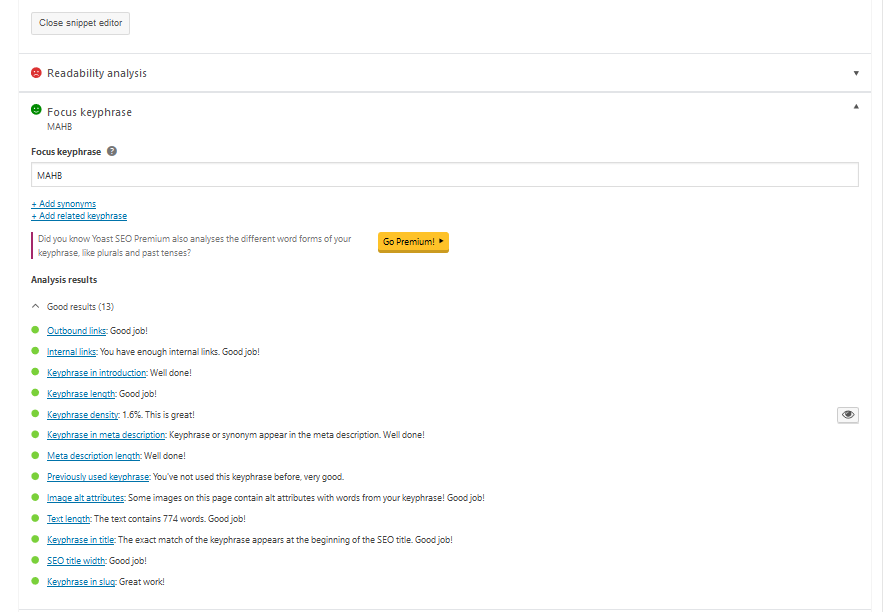 Close snippet editor
Readability analysis
Focus keyphrase
MAHB
Focus keyphrase ?
MAHB
+ Add synonyms
+ Add related keyphrase
Did you know Yoast SEO Premium also analyses the different word forms of your
keyphrase, like plurals and past tenses?
Go Premium!
Analysis results
Good results (13)
Outbound links: Good job!
Internal links: You have enough internal links. Good job!
Keyphrase in introduction: Well done!
Keyphrase length: Good job!
Keyphrase density: 1.6%. This is great!
Keyphrase in meta description: Keyphrase or synonym appear in the meta description. Well done!
Meta description length: Well done!
Previously used keyphrase: You've not used this keyphrase before, very good.
Image alt attributes: Some images on this page contain alt attributes with words from your keyphrase! Good job!
Text length: The text contains 774 words. Good job!
Keyphrase in title: The exact match of the keyphrase appears at the beginning of the SEO title. Good job!
SEO title width: Good job!
Keyphrase in slug: Great work!